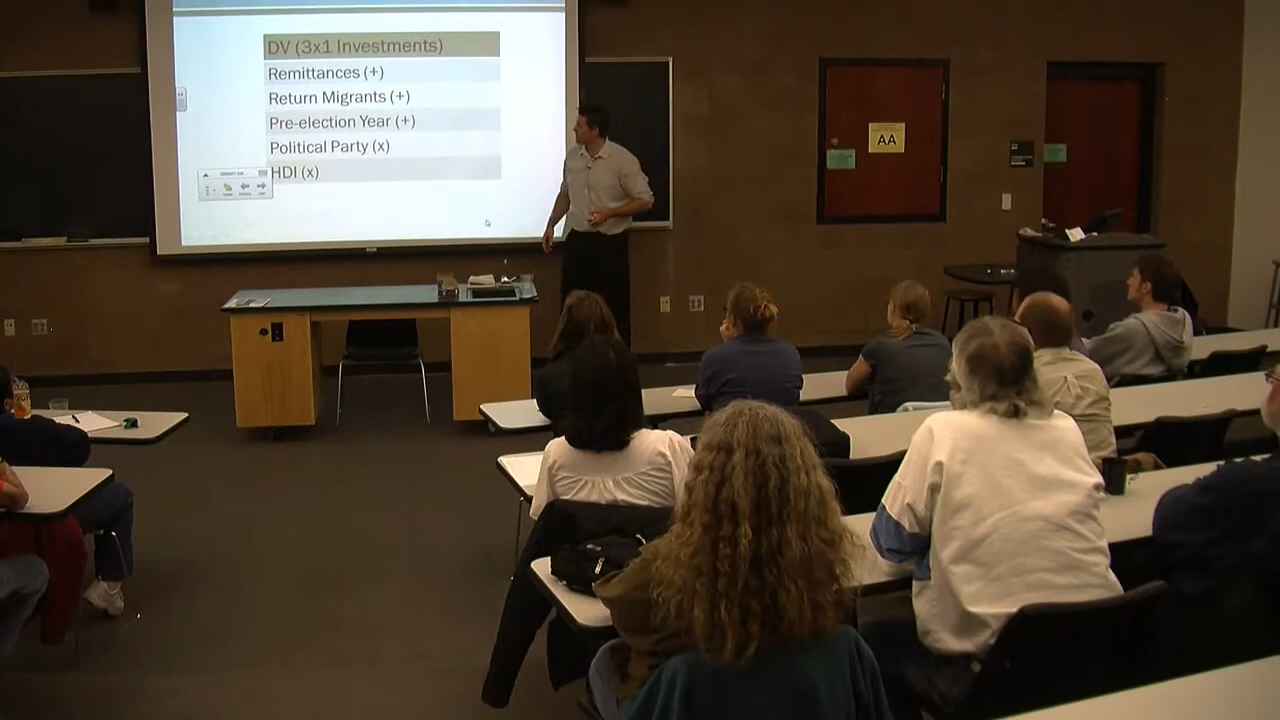 DV (3x1 Investments)
Remittances (+)
Return Migrants (+)
Pre-election Year (+)
Political Party (x)
HDI (x)
AA